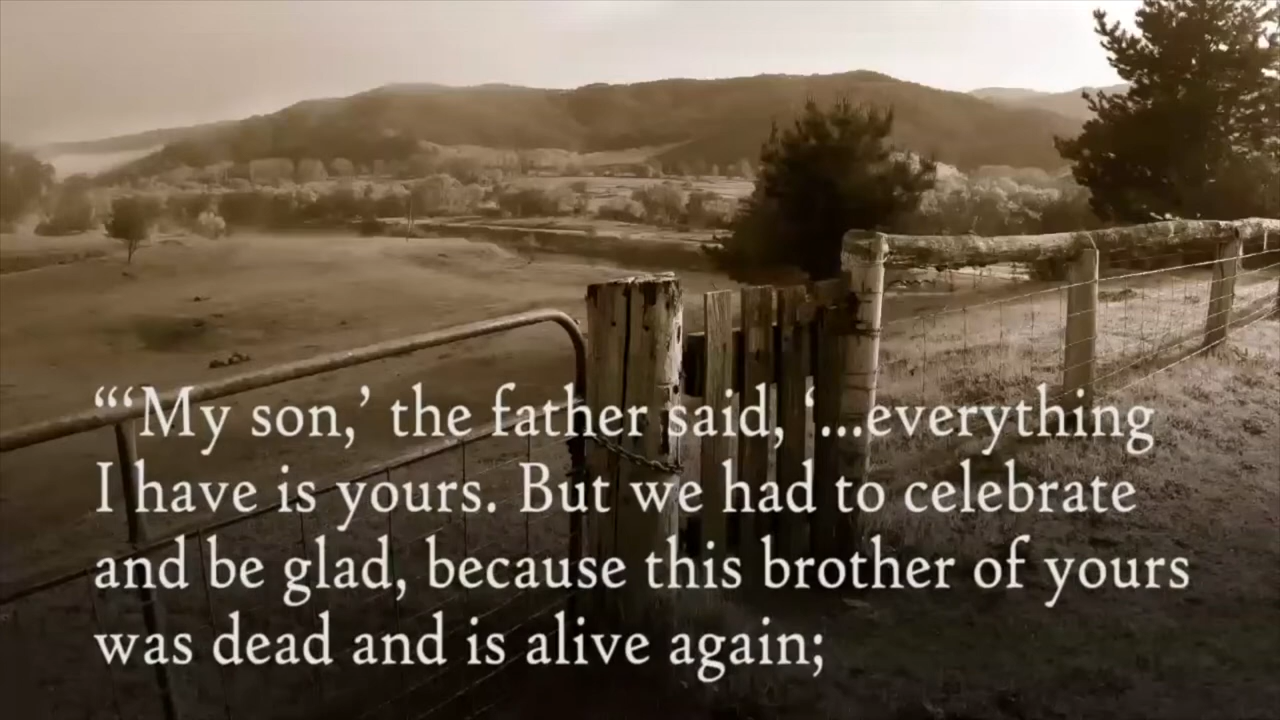 “‘My son,’ the father said, ‘...everything
I have is yours. But we had to celebrate
and be glad, because this brother of yours
was dead and is alive again;